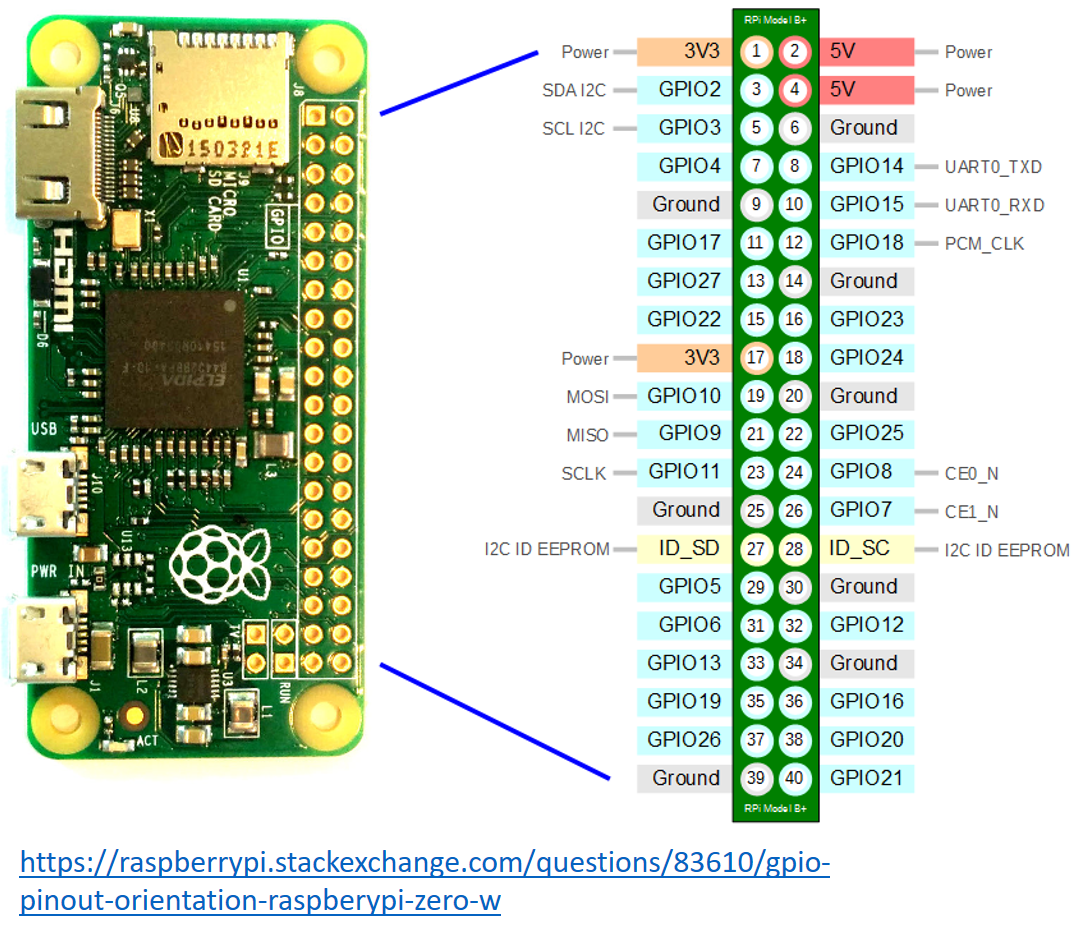 RPi Model B+
Power 3V3 1 2 5V Power
SDA I2C GPIO2 3 4 5V Power
SCL I2C GPIO3 5 6 Ground
GPIO4 7 8 GPIO14 UART0_TXD
Ground 9 10 GPIO15 UART0_RXD
GPIO17 11 12 GPIO18 PCM_CLK
GPIO27 13 14 Ground
GPIO22 15 16 GPIO23
Power 3V3 17 18 GPIO24
MOSI GPIO10 19 20 Ground
MISO GPIO9 21 22 GPIO25
SCLK GPIO11 23 24 GPIO8 CE0_N
Ground 25 26 GPIO7 CE1_N
I2C ID EEPROM ID_SD 27 28 ID_SC I2C ID EEPROM
GPIO5 29 30 Ground
GPIO6 31 32 GPIO12
GPIO13 33 34 Ground
GPIO19 35 36 GPIO16
GPIO26 37 38 GPIO20
Ground 39 40 GPIO21
RPi Model B+
J8
150321E
J9
MICRO
SD CARD
GPIO
X1
HDMI
U1
D6
ELPIDA
USB
J10
L3
U13
PWR IN
TV
RUN
U3
J1
L2
L1
ACT
https://raspberrypi.stackexchange.com/questions/83610/gpio-
pinout-orientation-raspberypi-zero-w